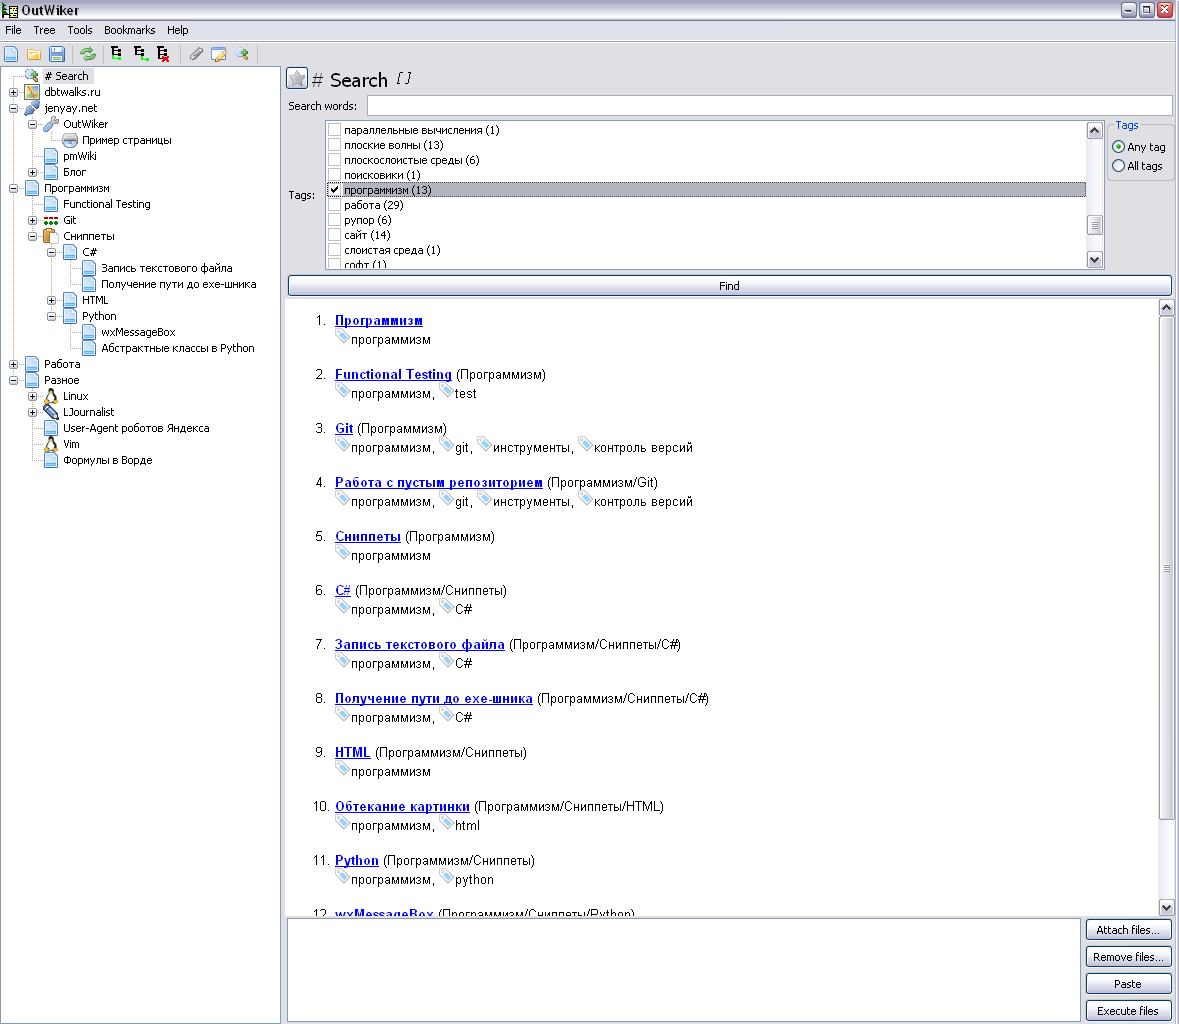 OutWiker
File Tree Tools Bookmarks Help
# Search
dbtwalks.ru
jenyay.net
OutWiker
Пример страницы
pmWiki
Блог
Программизм
Functional Testing
Git
Сниппеты
C#
Запись текстового файла
Получение пути до exe-шника
HTML
Python
wxMessageBox
Абстрактные классы в Python
Работа
Разное
Linux
LJournalist
User-Agent роботов Яндекса
Vim
Формулы в Ворде
# Search []
Search words:
Tags:
параллельные вычисления (1)
плоские волны (13)
плоскослоистые среды (6)
поисковики (1)
программизм (13)
работа (29)
рупор (6)
сайт (14)
слоистая среда (1)
софт (1)
Tags
Any tag
All tags
Find
1. Программизм
программизм
2. Functional Testing (Программизм)
программизм, test
3. Git (Программизм)
программизм, git, инструменты, контроль версий
4. Работа с пустым репозиторием (Программизм/Git)
программизм, git, инструменты, контроль версий
5. Сниппеты (Программизм)
программизм
6. C# (Программизм/Сниппеты)
программизм, C#
7. Запись текстового файла (Программизм/Сниппеты/C#)
программизм, C#
8. Получение пути до exe-шника (Программизм/Сниппеты/C#)
программизм, C#
9. HTML (Программизм/Сниппеты)
программизм
10. Обтекание картинки (Программизм/Сниппеты/HTML)
программизм, html
11. Python (Программизм/Сниппеты)
программизм, python
12. wxMessageBox (Программизм/Сниппеты/Python)
Attach files...
Remove files...
Paste
Execute files